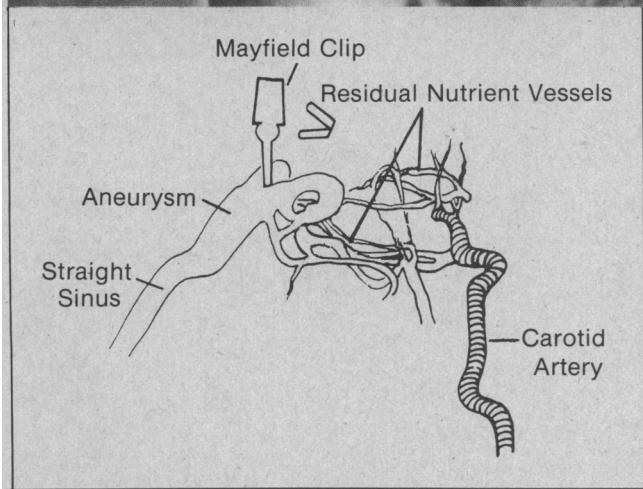 Mayfield Clip
Residual Nutrient Vessels
Aneurysm
Straight
Sinus
Carotid
Artery